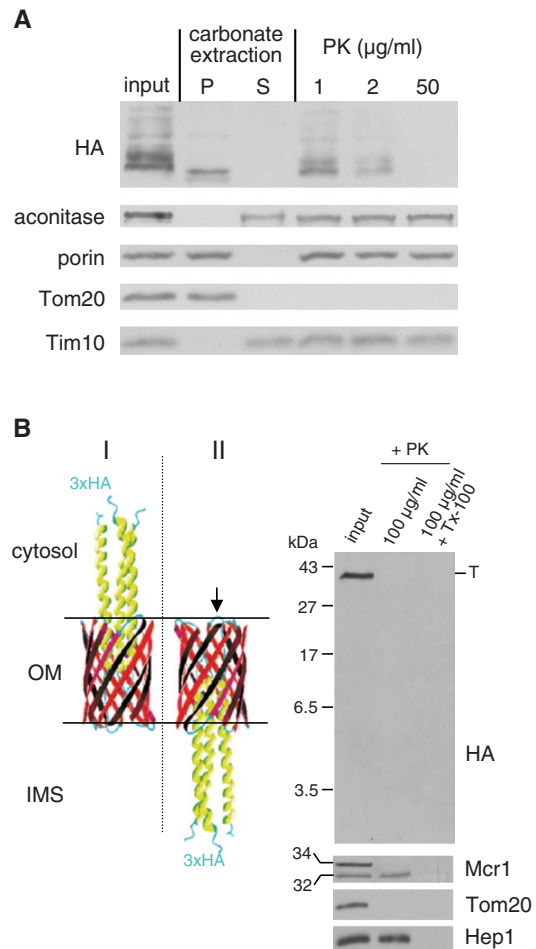 A
carbonate extraction
PK (µg/ml)
input P S 1 2 50
HA
aconitase
porin
Tom20
Tim10
B
I II
3xHA
cytosol
OM
IMS
3xHA
+ PK
input
100 µg/ml
100 µg/ml + Tx-100
kDa
43
T
27
17
6.5
3.5
HA
34
32
Mcr1
Tom20
Hep1